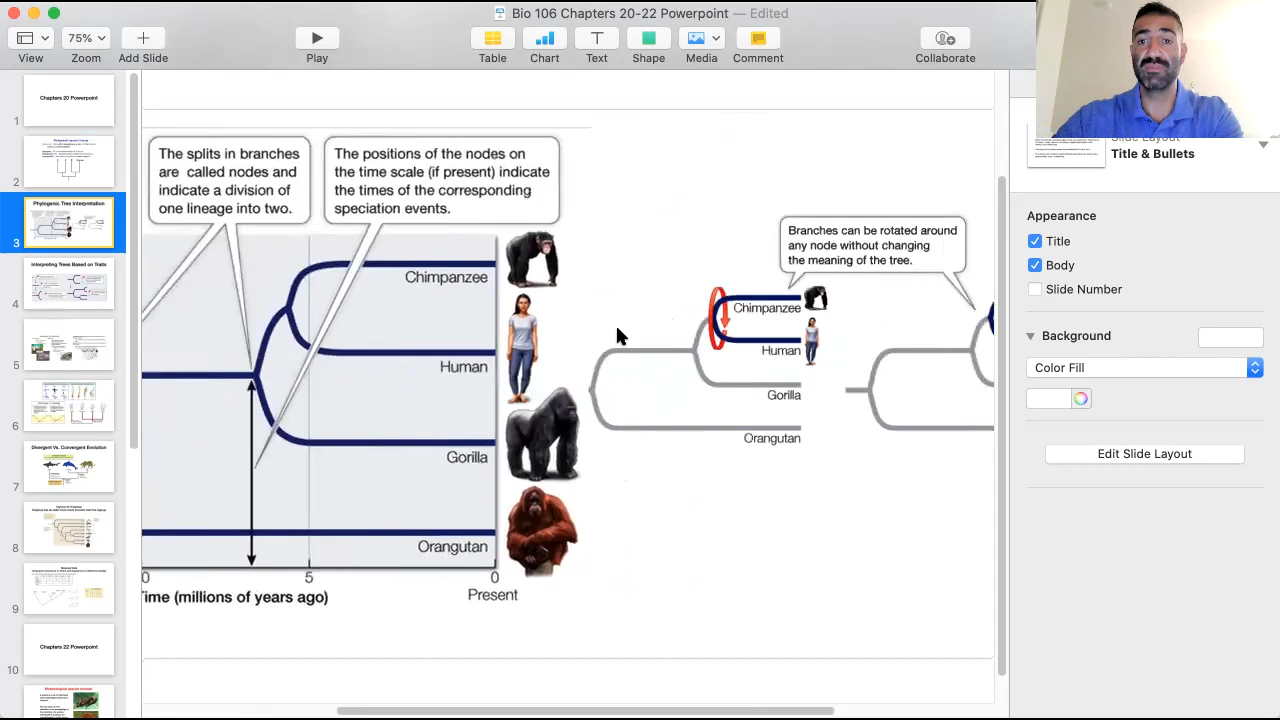 Bio 106 Chapters 20-22 Powerpoint — Edited
75%
View
Zoom
Add Slide
Play
Table
Chart
Text
Shape
Media
Comment
Collaborate
Chapters 20 Powerpoint
1
2
Phylogenic Tree Interpretation
3
Interpreting Trees Based on Traits
4
5
6
Divergent Vs. Convergent Evolution
7
8
9
Chapters 22 Powerpoint
10
Morphological species concept
The splits in branches
are called nodes and
indicate a division of
one lineage into two.
The positions of the nodes on
the time scale (if present) indicate
the times of the corresponding
speciation events.
Chimpanzee
Human
Gorilla
Orangutan
0
5
0
Time (millions of years ago)
Present
Branches can be rotated around
any node without changing
the meaning of the tree.
Chimpanzee
Human
Gorilla
Orangutan
Slide Layout
Title & Bullets
Appearance
Title
Body
Slide Number
Background
Color Fill
Edit Slide Layout